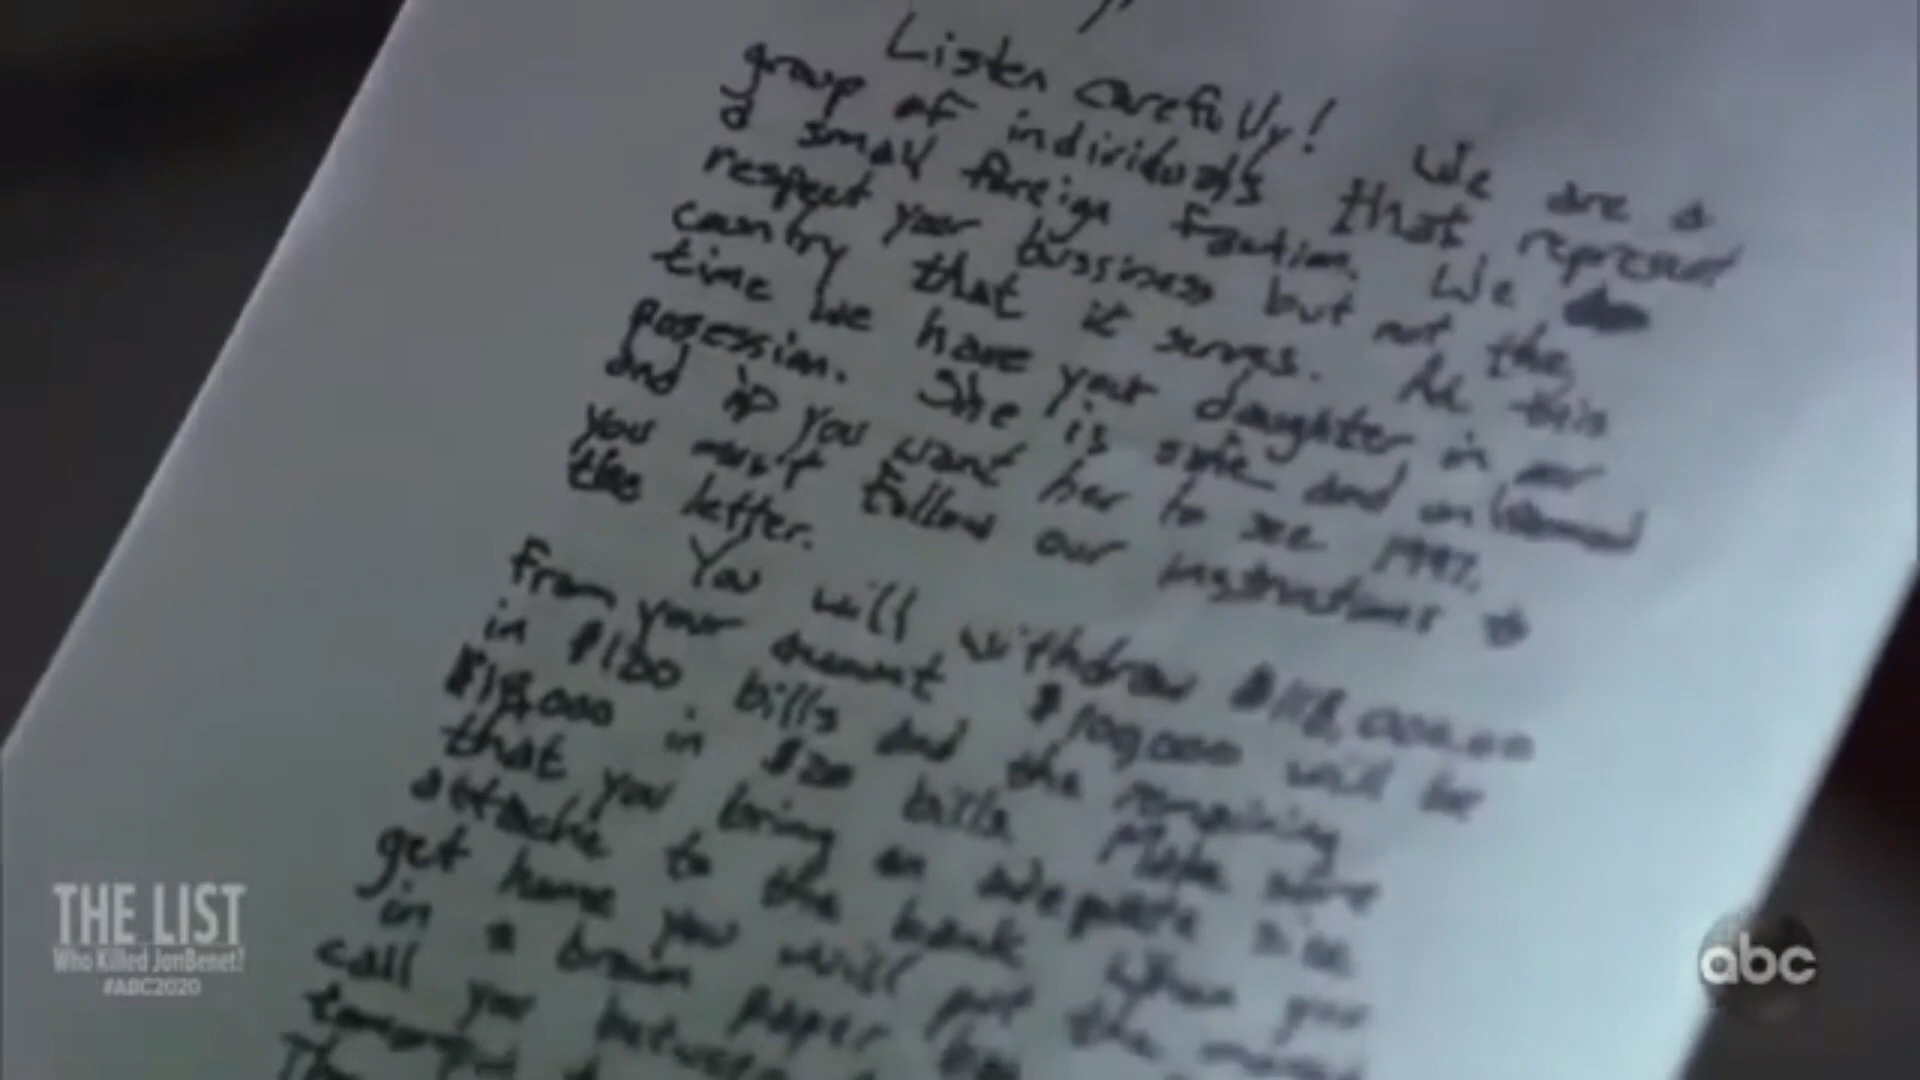 Listen carefully! We are a
group of individuals that represent
a small foreign faction. We
respect your bussiness but not the
country that it serves. At this
time we have your daughter in our
posession. She is safe and un
and if you want her to see 1997,
you must follow our instructions to
the letter.
You will withdraw $118,000.00
from your account. $100,000 will be
in $100 bills and the remaining
$18,000 in $20 bills. Make sure
that you bring an adequate size
attache to the bank. When you
get home you will put the money
in a brown paper bag
call you between
tomorrow
The
THE LIST
Who Killed JonBenet?
#ABC2020
abc